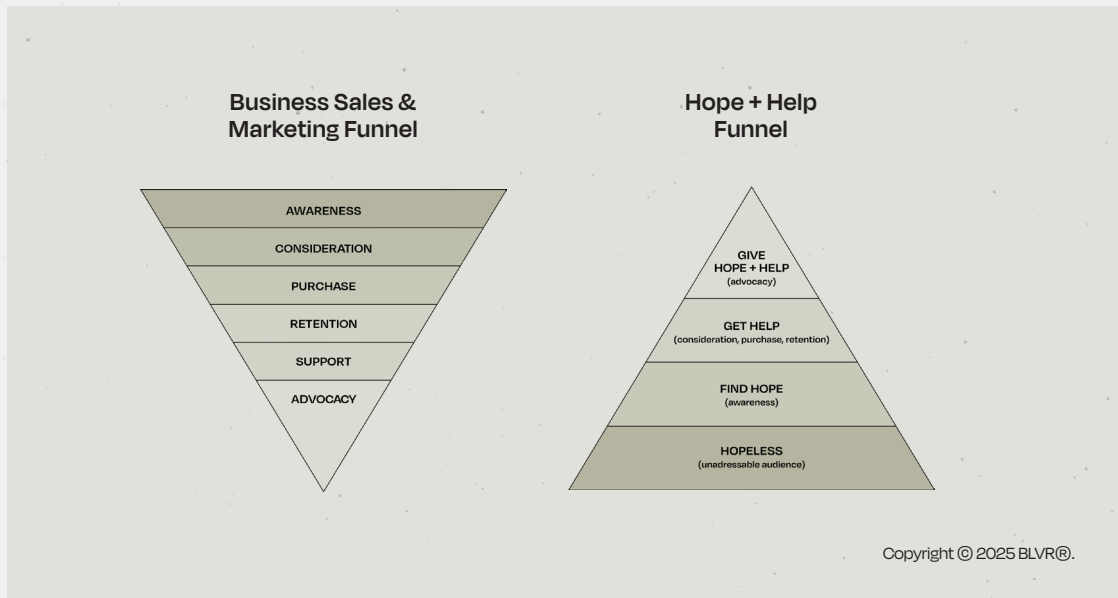 Business Sales &
Marketing Funnel
AWARENESS
CONSIDERATION
PURCHASE
RETENTION
SUPPORT
ADVOCACY
Hope + Help
Funnel
GIVE
HOPE + HELP
(advocacy)
GET HELP
(consideration, purchase, retention)
FIND HOPE
(awareness)
HOPELESS
(unadressable audience)
Copyright © 2025 BLVR®.